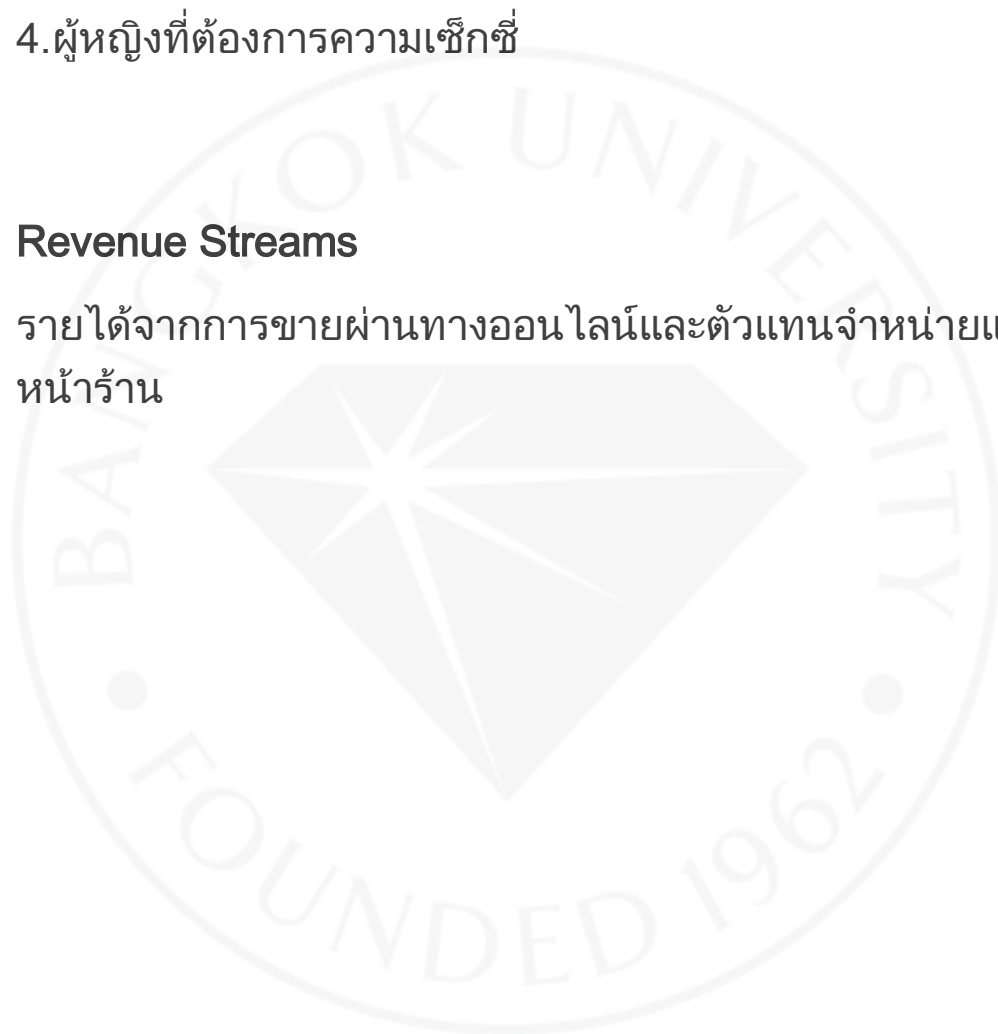 4.ผู้หญิงที่ต้องการความเซ็กซี่
BANGKOK UNIVERSITY
Revenue Streams
รายได้จากการขายผ่านทางออนไลน์และตัวแทนจำหน่าย
หน้าร้าน
FOUNDED 1962